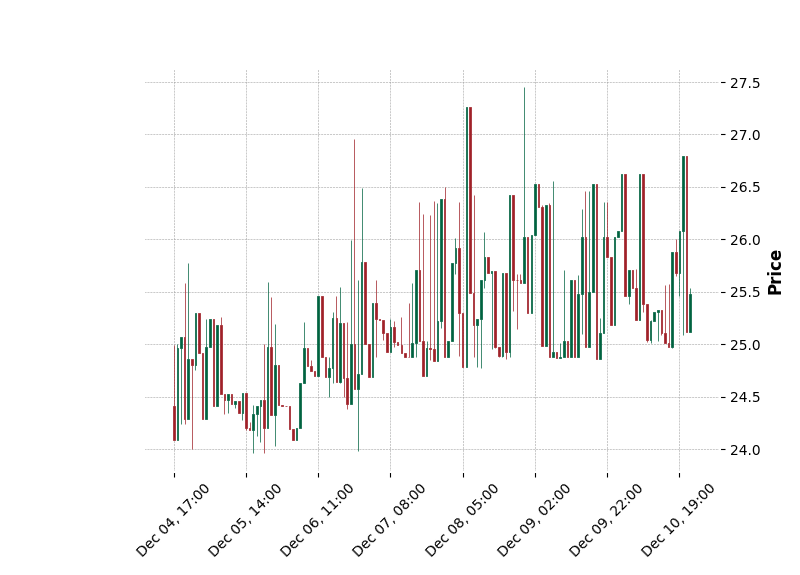 27.5
27.0
26.5
26.0
25.5
25.0
24.5
24.0
Price
Dec 04, 17:00
Dec 05, 14:00
Dec 06, 11:00
Dec 07, 08:00
Dec 08, 05:00
Dec 09, 02:00
Dec 09, 22:00
Dec 10, 19:00